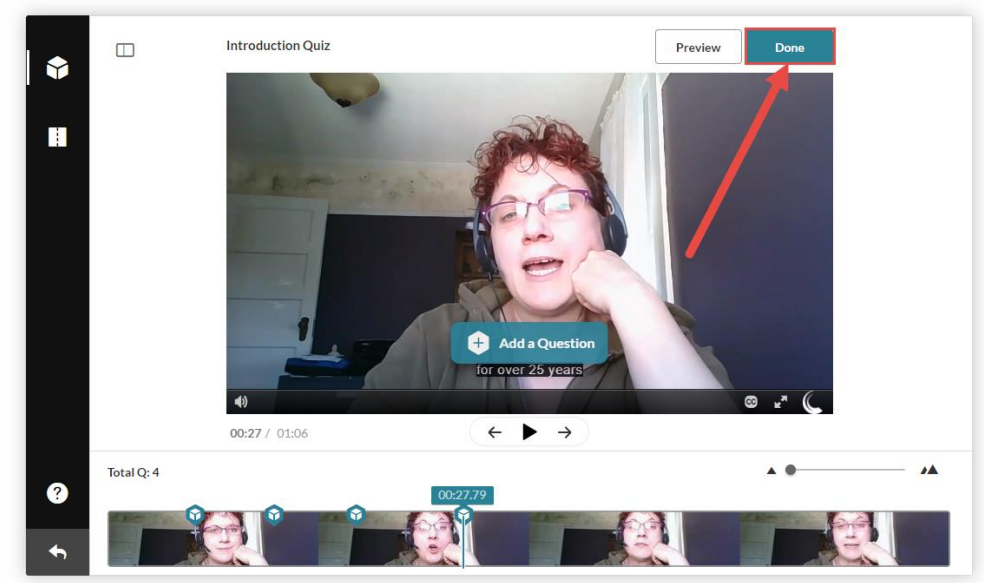 Introduction Quiz
Preview
Done
Add a Question
for over 25 years
CC
00:27 / 01:06
Total Q: 4
00:27.79